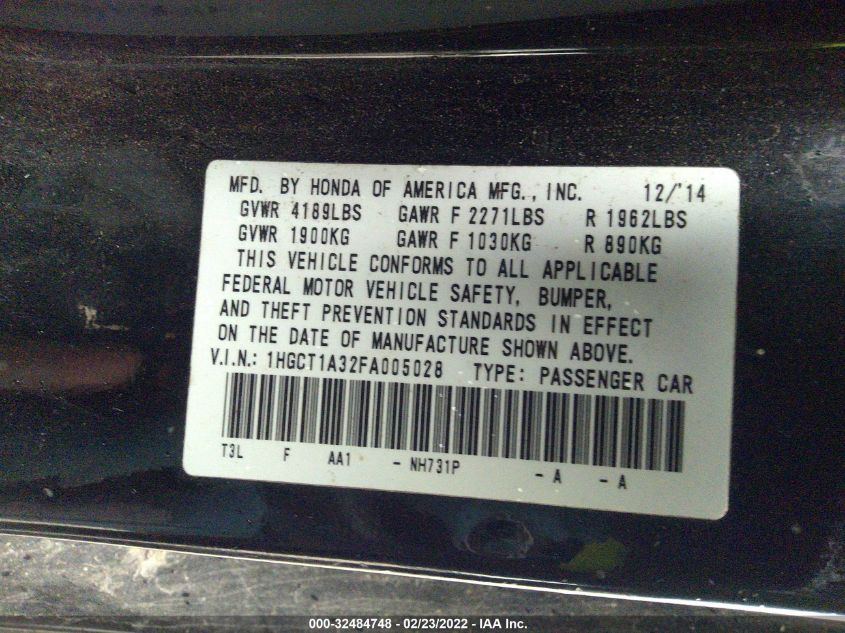 MFD. BY HONDA OF AMERICA MFG., INC. 12/'14
GVWR 4189LBS GAWR F 2271LBS R 1962LBS
GVWR 1900KG GAWR F 1030KG R 890KG
THIS VEHICLE CONFORMS TO ALL APPLICABLE
FEDERAL MOTOR VEHICLE SAFETY, BUMPER,
AND THEFT PREVENTION STANDARDS IN EFFECT
ON THE DATE OF MANUFACTURE SHOWN ABOVE.
V.I.N.: 1HGCT1A32FA005028 TYPE: PASSENGER CAR
T3L F AA1 - NH731P - A - A
000-32484748 - 02/23/2022 - IAA Inc.